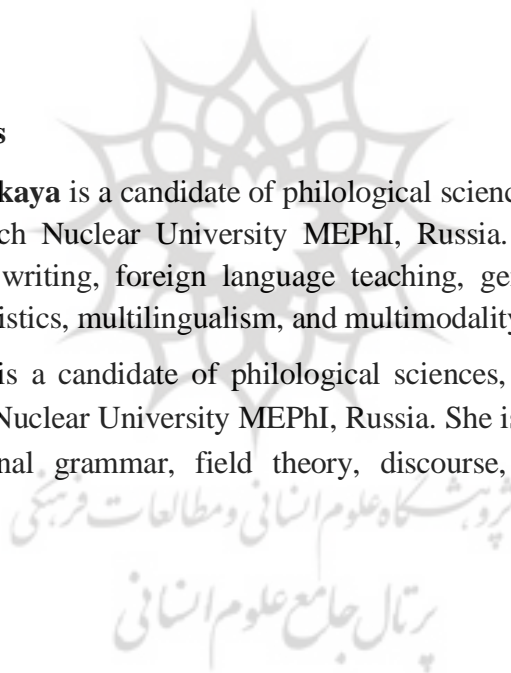 s
kaya is a candidate of philological scienc
ch Nuclear University MEPhI, Russia.
writing, foreign language teaching, ge
istics, multilingualism, and multimodality
is a candidate of philological sciences,
Nuclear University MEPhI, Russia. She is
nal grammar, field theory, discourse,
پژوهشگاه علوم انسانی و مطالعات فرهنگی
پرتال جامع علوم انسانی